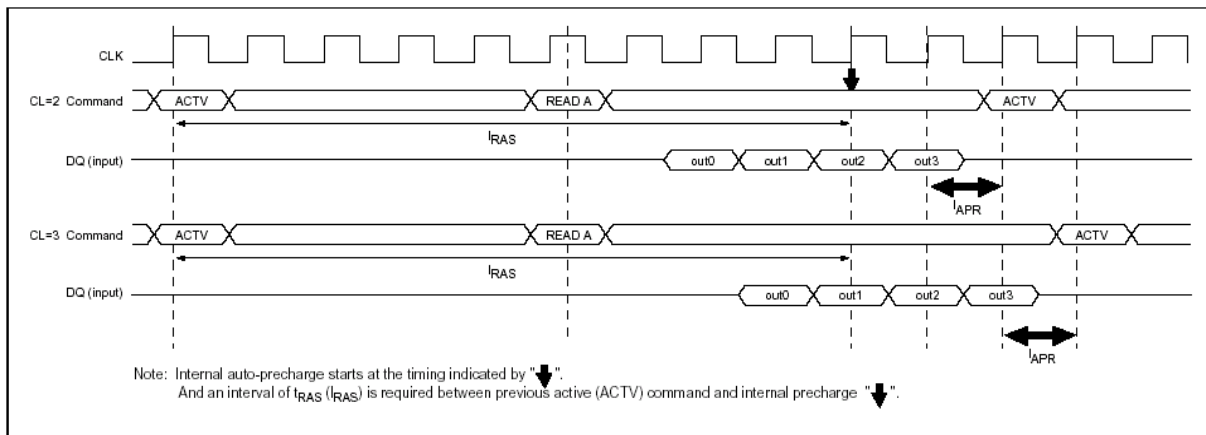 CLK
CL=2 Command ACTV READ A ACTV
lRAS
DQ (input) out0 out1 out2 out3
lAPR
CL=3 Command ACTV READ A ACTV
lRAS
DQ (input) out0 out1 out2 out3
lAPR
Note: Internal auto-precharge starts at the timing indicated by " ".
And an interval of tRAS (lRAS) is required between previous active (ACTV) command and internal precharge " ".